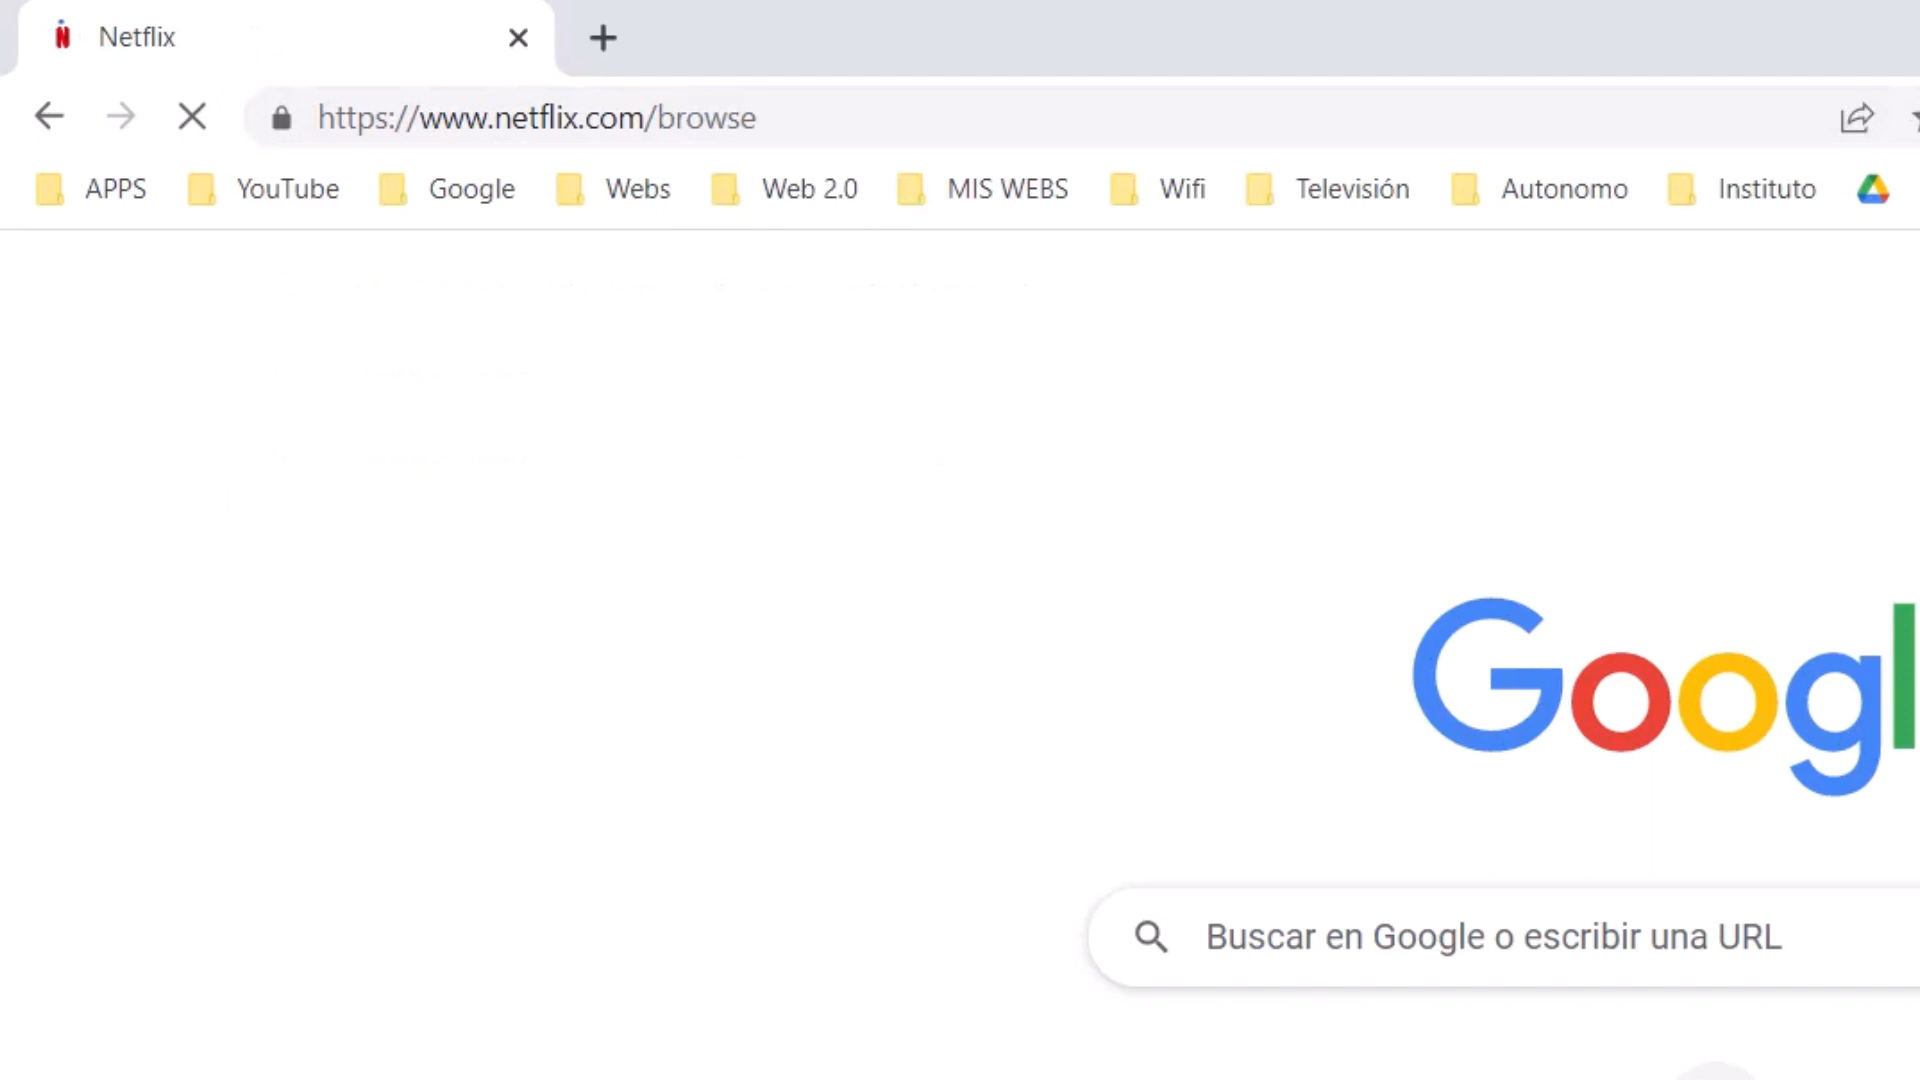 Netflix
https://www.netflix.com/browse
APPS YouTube Google Webs Web 2.0 MIS WEBS Wifi Televisión Autonomo Instituto
Googl
Buscar en Google o escribir una URL